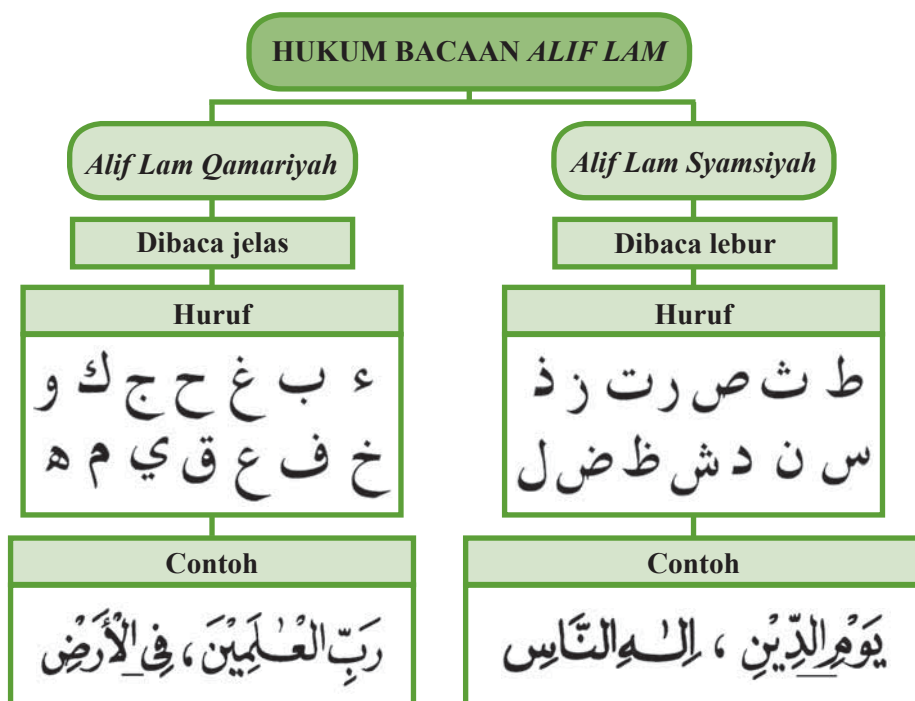 HUKUM BACAAN ALIF LAM
Alif Lam Qamariyah
Dibaca jelas
Huruf
ء ب غ ح ج ك و
خ ف ع ق ي م ه
Contoh
رَبِّ الْعٰلَمِيْنَ ، فِي الْأَرْضِ
Alif Lam Syamsiyah
Dibaca lebur
Huruf
ط ث ص ر ت ز ذ
س ن د ش ظ ض ل
Contoh
يَوْمِ الدِّيْنِ ، اِلٰهِ النَّاسِ